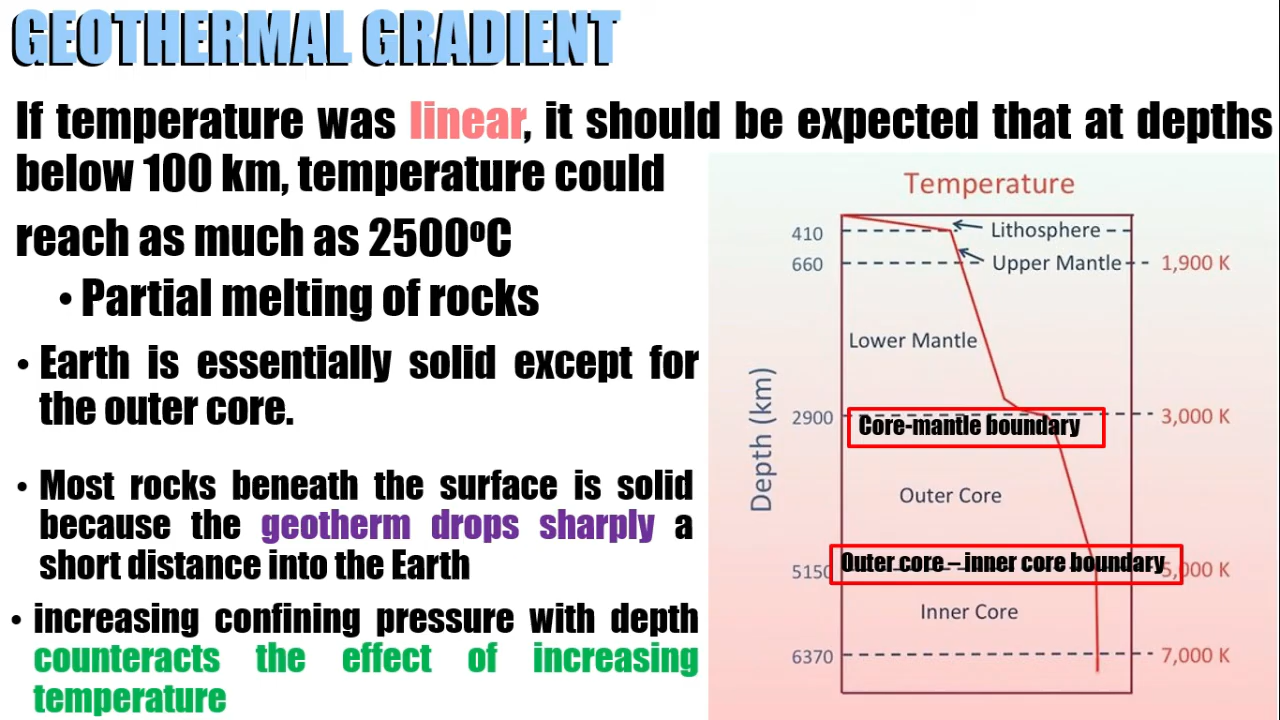 GEOTHERMAL GRADIENT
If temperature was linear, it should be expected that at depths
below 100 km, temperature could
reach as much as 2500ºC
• Partial melting of rocks
• Earth is essentially solid except for
the outer core.
• Most rocks beneath the surface is solid
because the geotherm drops sharply a
short distance into the Earth
• increasing confining pressure with depth
counteracts the effect of increasing
temperature
Temperature
410
Lithosphere
660
Upper Mantle
1,900 K
Lower Mantle
Depth (km)
2900
Core-mantle boundary
3,000 K
Outer Core
5150
Outer core – inner core boundary
5,000 K
Inner Core
6370
7,000 K